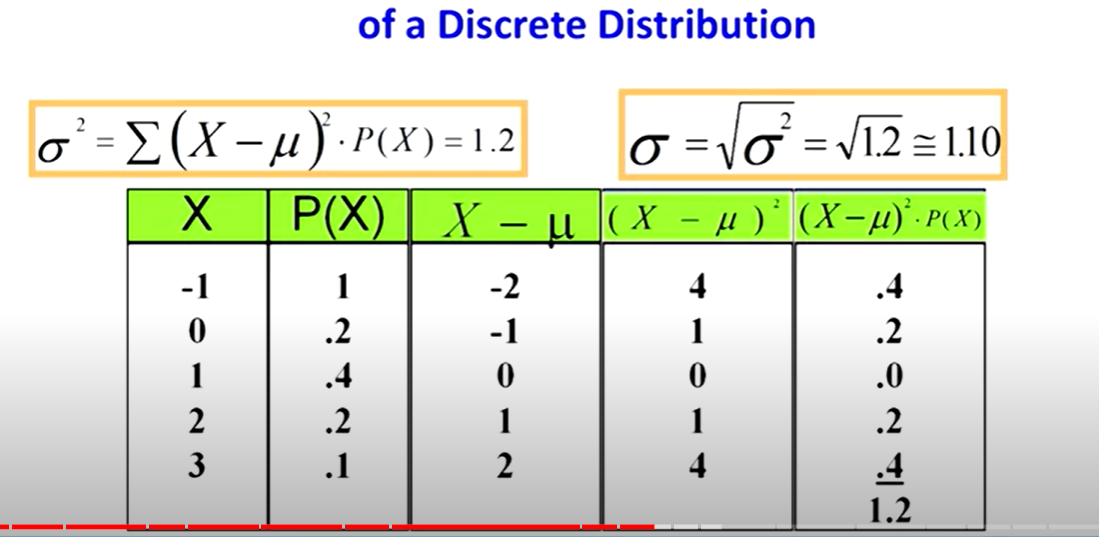 of a Discrete Distribution
σ² = Σ(X − μ)² · P(X) = 1.2
σ = √σ² = √1.2 ≅ 1.10
X P(X) X − μ (X − μ)² (X−μ)² · P(X)
-1 1 -2 4 .4
0 .2 -1 1 .2
1 .4 0 0 .0
2 .2 1 1 .2
3 .1 2 4 .4
1.2